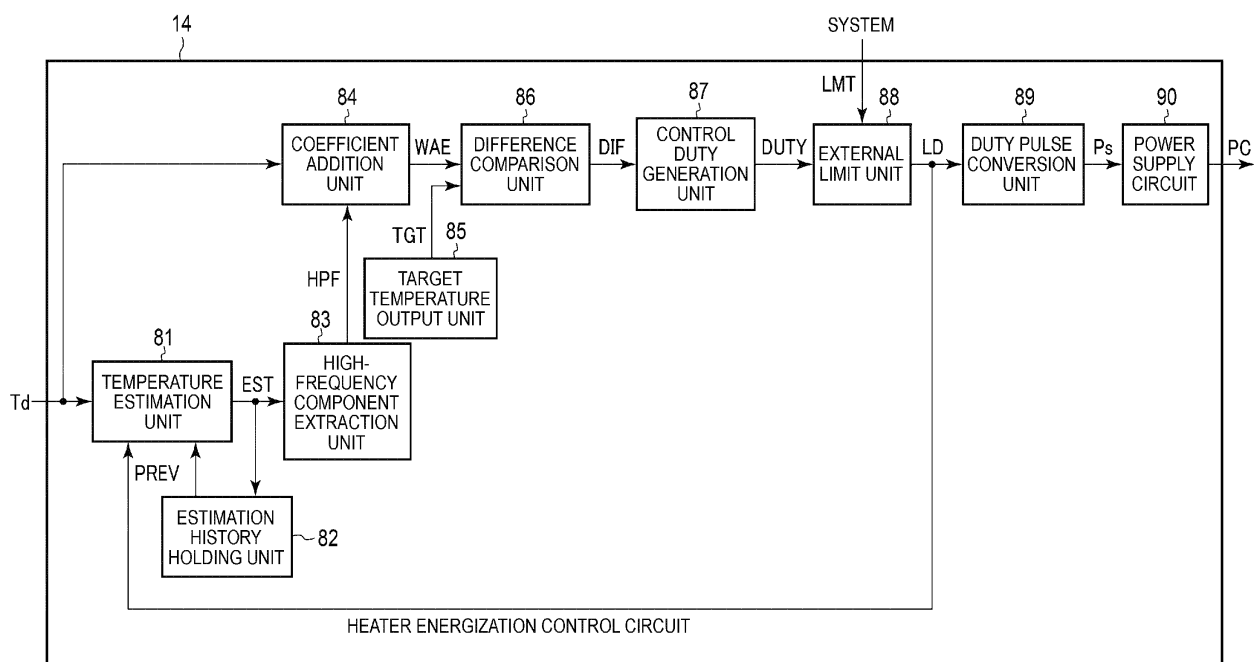 14
SYSTEM
LMT
84
COEFFICIENT
ADDITION
UNIT
WAE
86
DIFFERENCE
COMPARISON
UNIT
DIF
87
CONTROL
DUTY
GENERATION
UNIT
DUTY
88
EXTERNAL
LIMIT UNIT
LD
89
DUTY PULSE
CONVERSION
UNIT
Ps
90
POWER
SUPPLY
CIRCUIT
PC
TGT
85
TARGET
TEMPERATURE
OUTPUT UNIT
HPF
83
HIGH-
FREQUENCY
COMPONENT
EXTRACTION
UNIT
Td
81
TEMPERATURE
ESTIMATION
UNIT
EST
PREV
ESTIMATION
HISTORY
HOLDING UNIT
82
HEATER ENERGIZATION CONTROL CIRCUIT